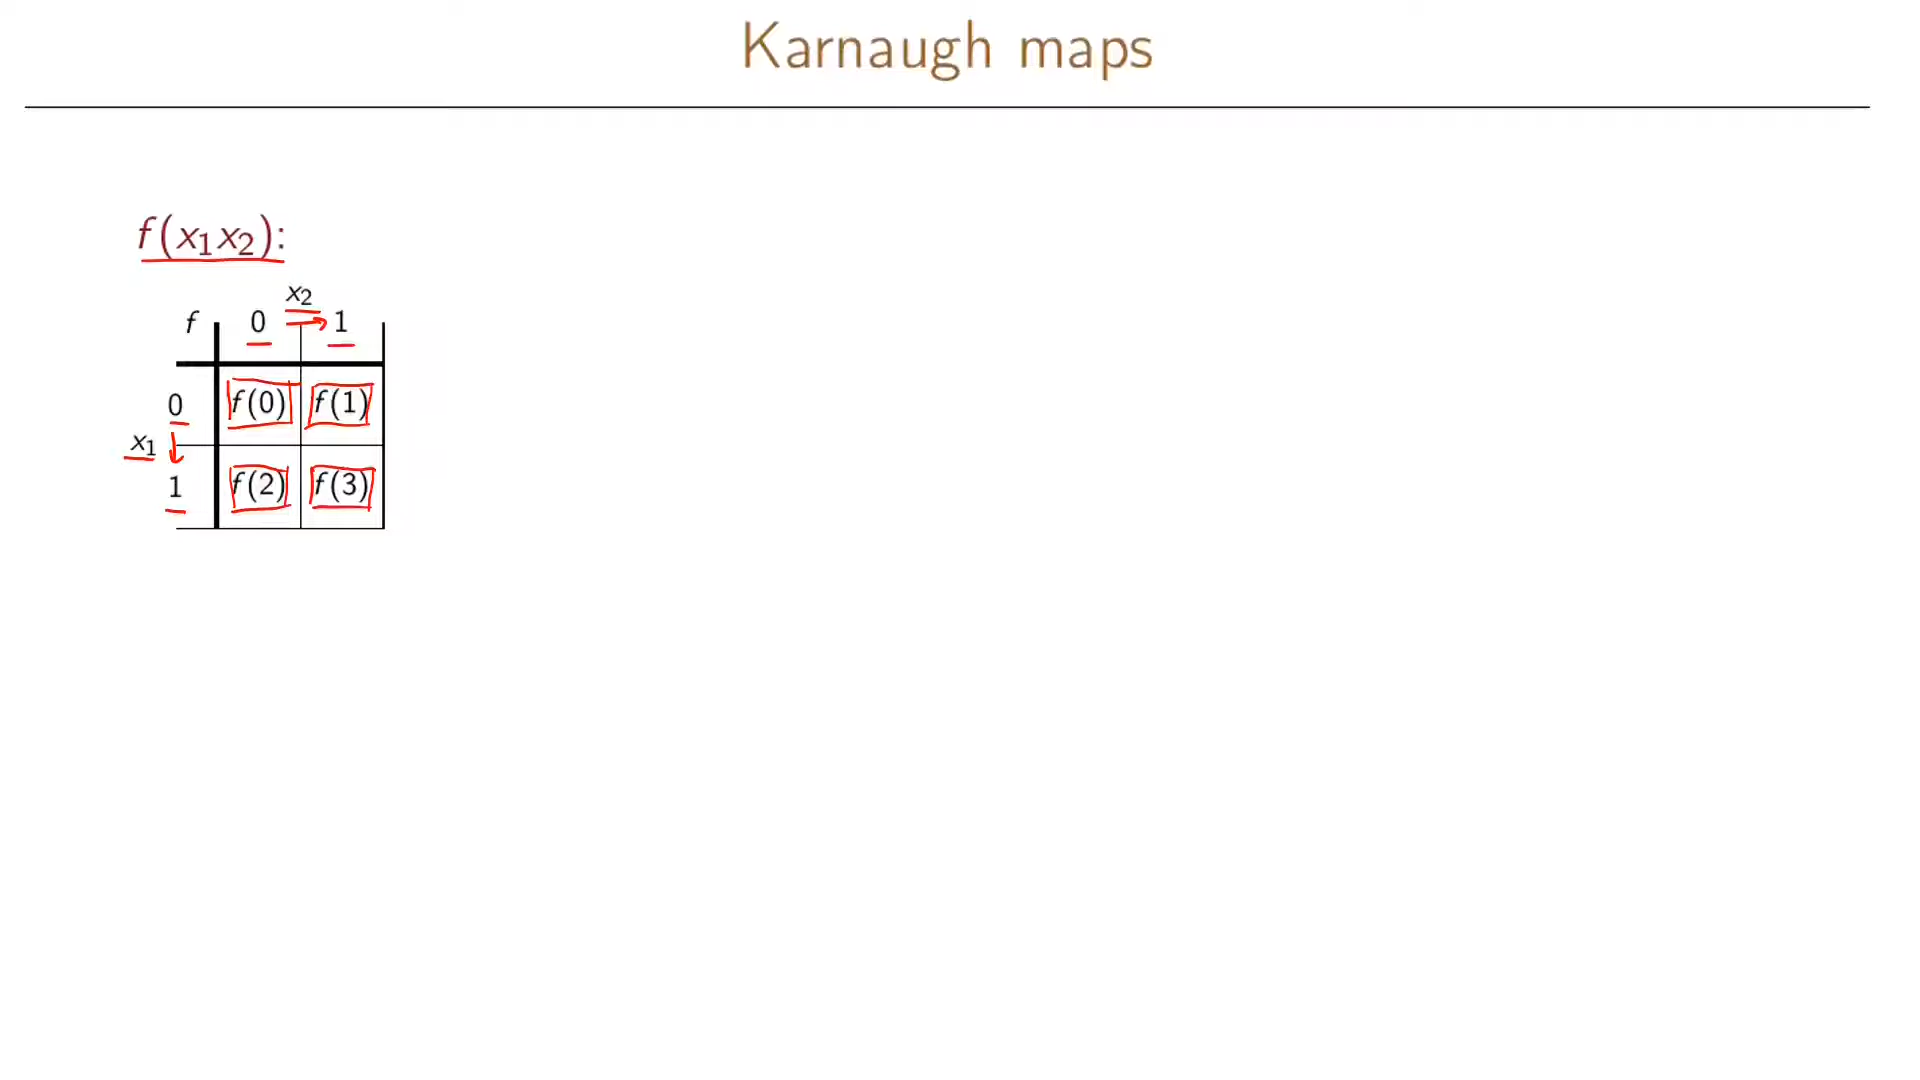 Karnaugh maps
f(x₁x₂):
x₂
f 0 1
0 f(0) f(1)
x₁
1 f(2) f(3)